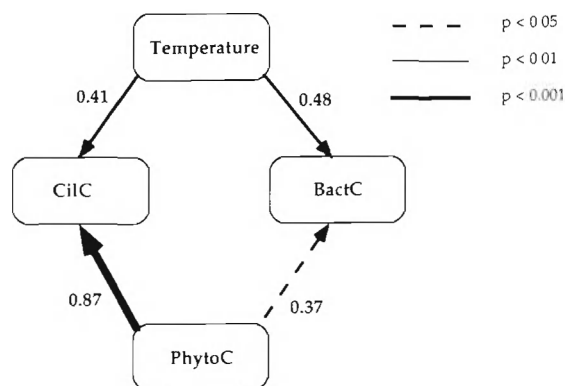 Temperature
p < 0 05
p < 0 01
p < 0.001
0.41
0.48
CilC
BactC
0.87
0.37
PhytoC